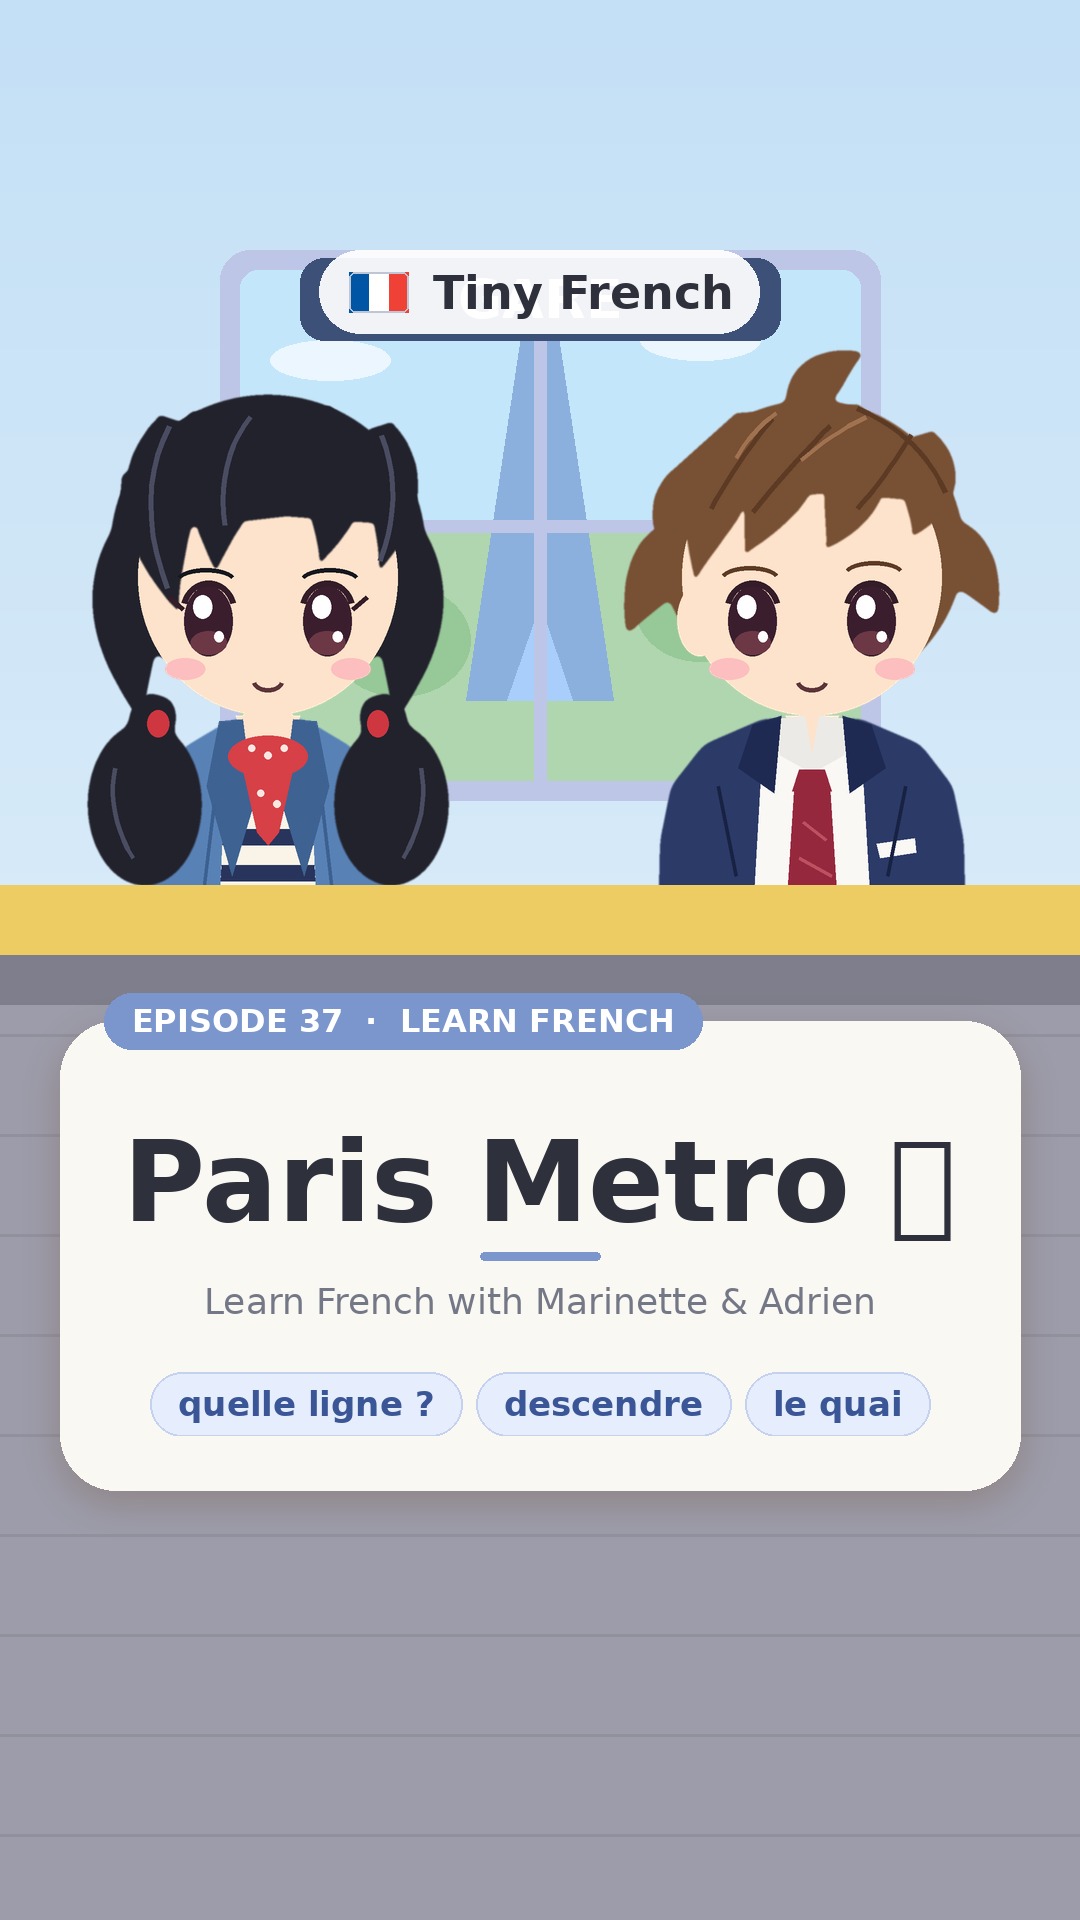 Tiny French
EPISODE 37 · LEARN FRENCH
Paris Metro
Learn French with Marinette & Adrien
quelle ligne ?
descendre
le quai